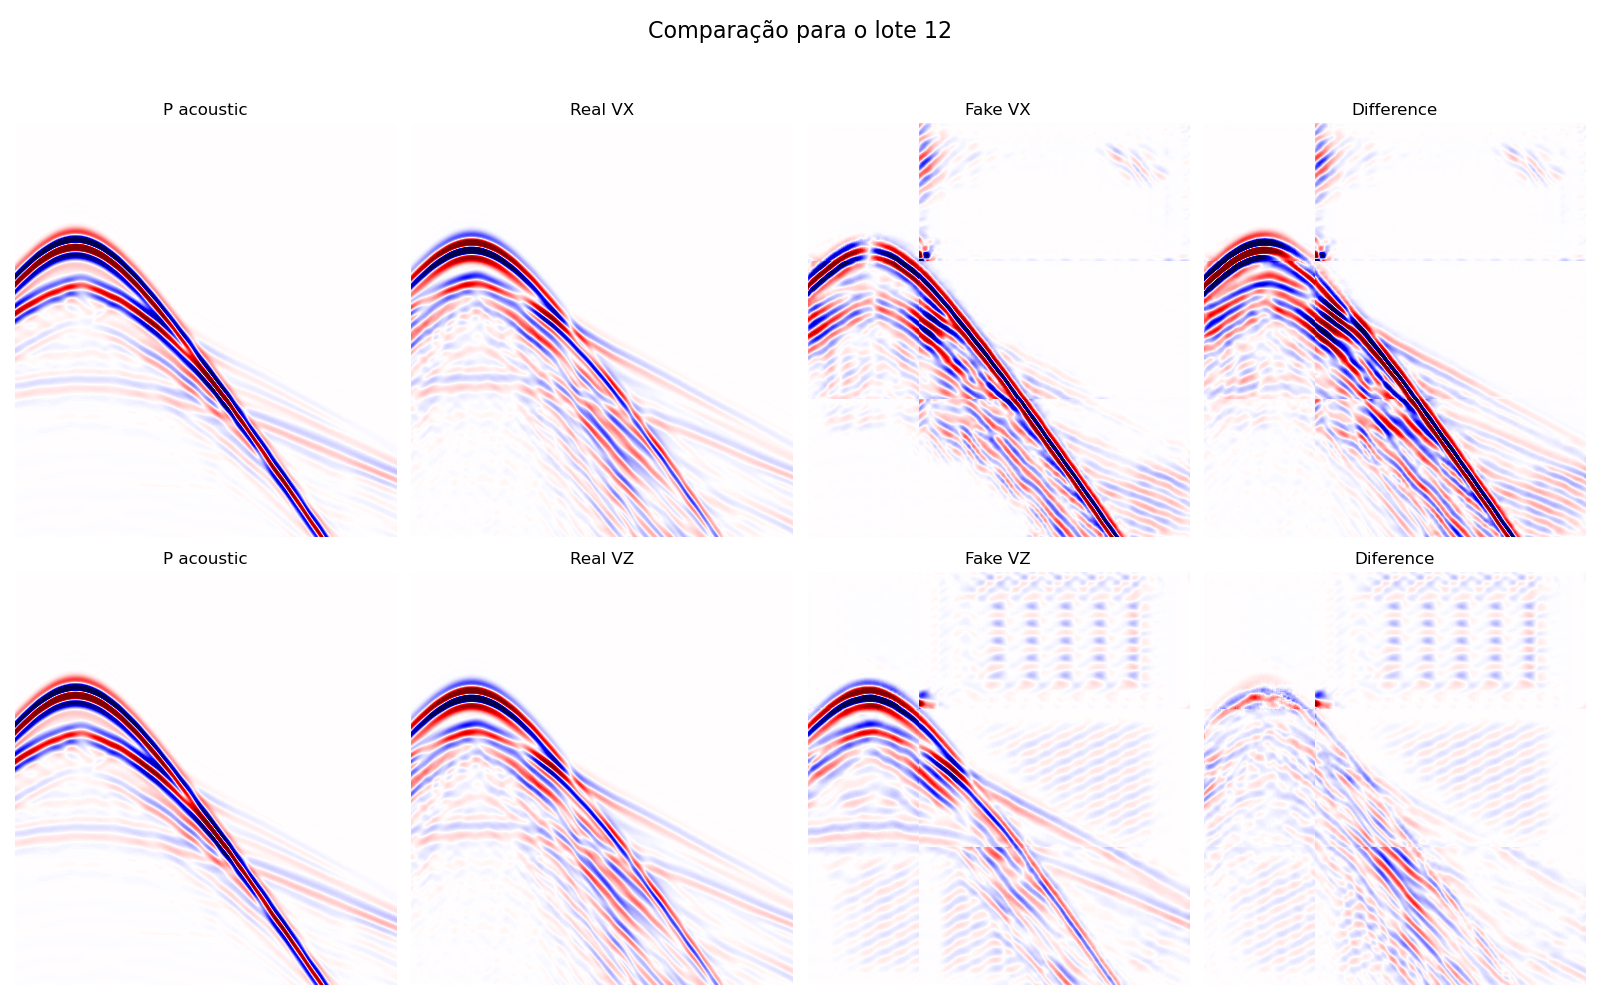 Comparação para o lote 12
P acoustic
Real VX
Fake VX
Difference
P acoustic
Real VZ
Fake VZ
Diference